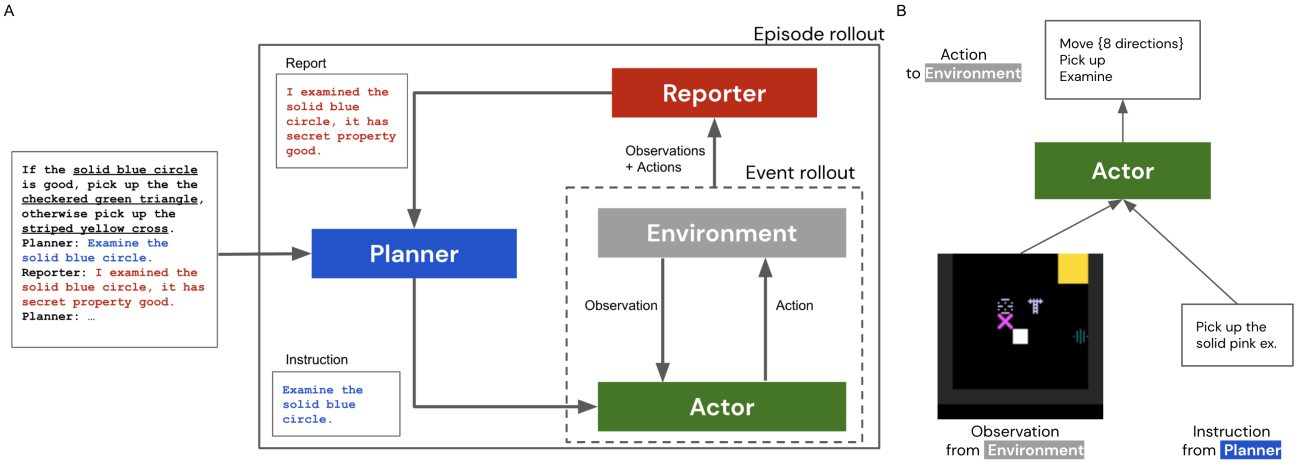 A
Episode rollout
Report
I examined the
solid blue
circle, it has
secret property
good.
Reporter
Observations
+ Actions
Event rollout
If the solid blue circle
is good, pick up the the
checkered green triangle,
otherwise pick up the
striped yellow cross.
Planner: Examine the
solid blue circle.
Reporter: I examined the
solid blue circle, it has
secret property good.
Planner: …
Planner
Environment
Observation
Action
Instruction
Examine the
solid blue
circle.
Actor
B
Action
to Environment
Move {8 directions}
Pick up
Examine
Actor
Pick up the
solid pink ex.
Observation
from Environment
Instruction
from Planner